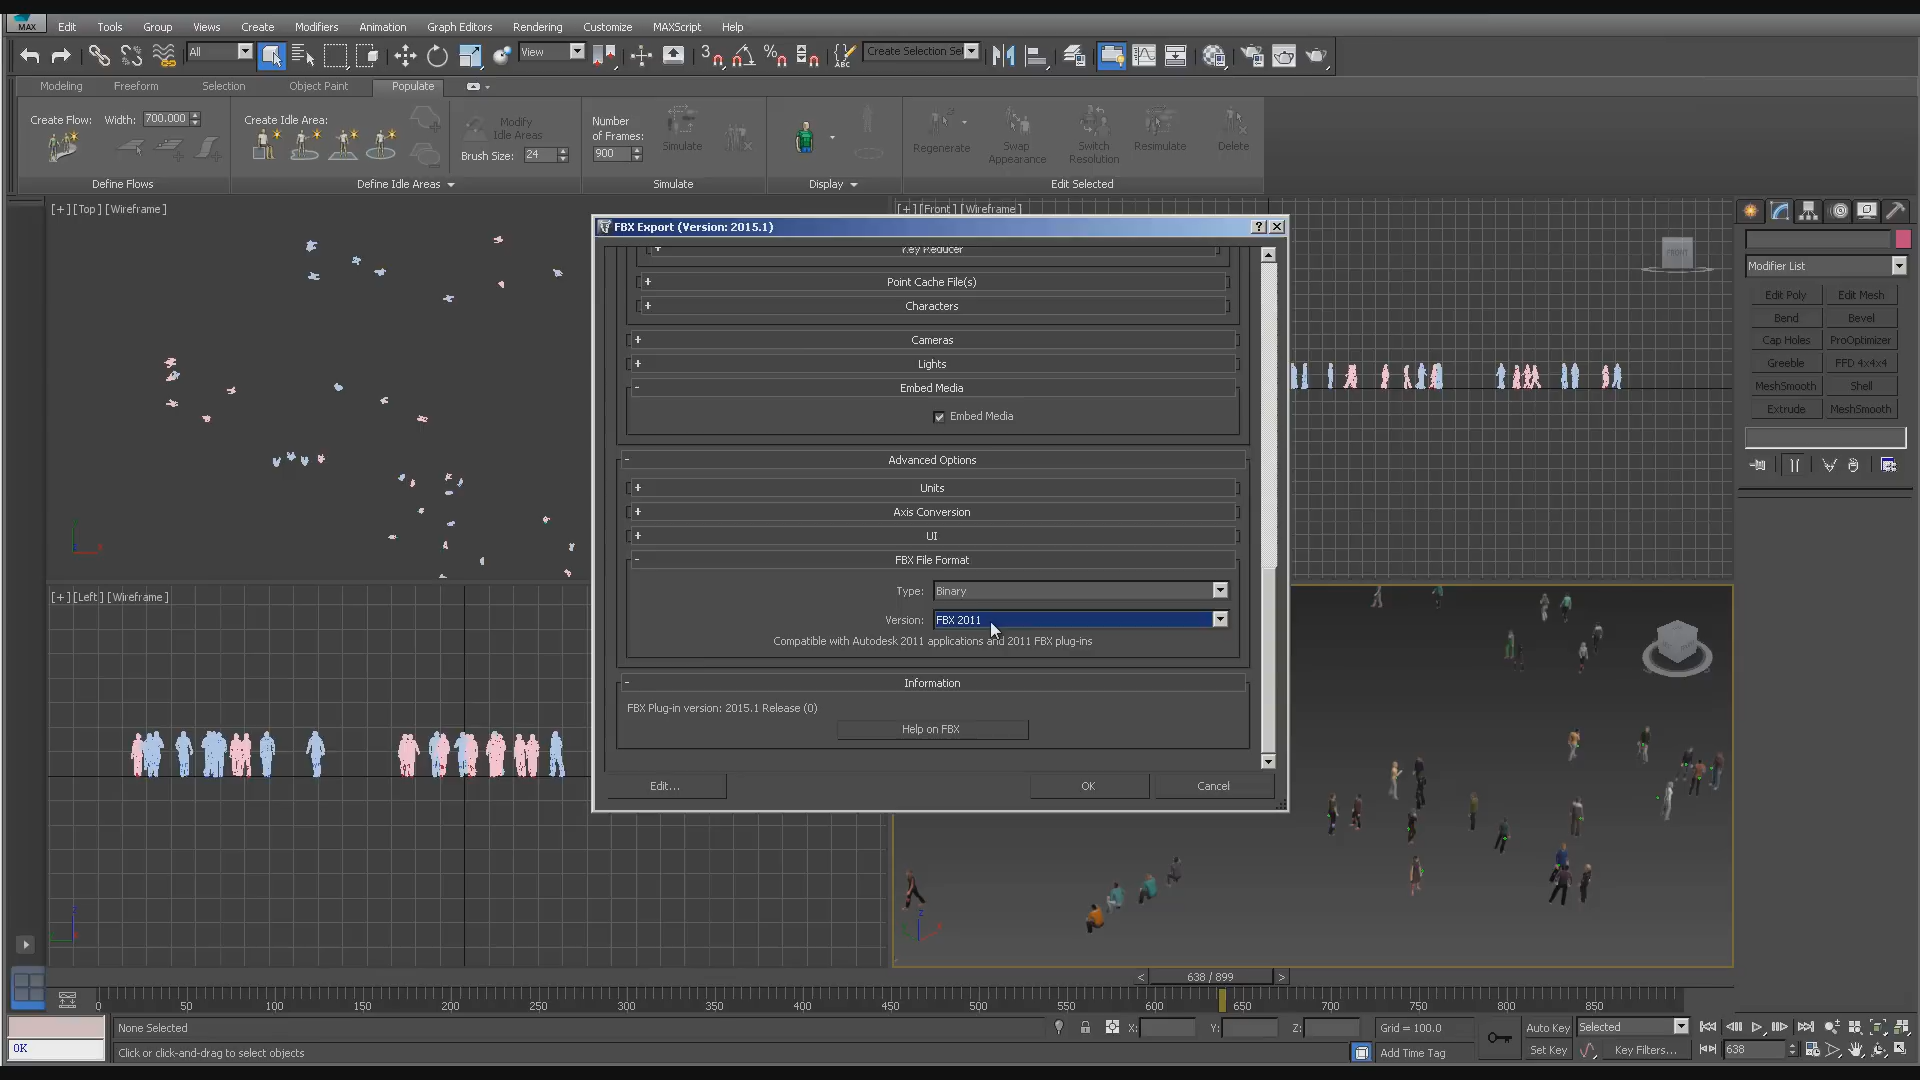 MAX Edit Tools Group Views Create Modifiers Animation Graph Editors Rendering Customize MAXScript Help
All View 3 % ABC Create Selection Se
Modeling Freeform Selection Object Paint Populate
Create Flow: Width: 700.000 Create Idle Area: Modify Idle Areas Brush Size: 24
Number of Frames: 900 Simulate
Regenerate Swap Appearance Switch Resolution Resimulate Delete
Define Flows Define Idle Areas Simulate Display Edit Selected
[+] [Top] [Wireframe]
[+] [Front] [Wireframe]
FBX Export (Version: 2015.1)
Key Reducer
Point Cache File(s)
Characters
Cameras
Lights
Embed Media
Embed Media
Advanced Options
Units
Axis Conversion
UI
FBX File Format
Type: Binary
Version: FBX 2011
Compatible with Autodesk 2011 applications and 2011 FBX plug-ins
Information
FBX Plug-in version: 2015.1 Release (0)
Help on FBX
Edit... OK Cancel
FRONT
Modifier List
Edit Poly Edit Mesh
Bend Bevel
Cap Holes ProOptimizer
Greeble FFD 4x4x4
MeshSmooth Shell
Extrude MeshSmooth
[+] [Left] [Wireframe]
< 638 / 899 >
0 50 100 150 200 250 300 350 400 450 500 550 600 650 700 750 800 850
None Selected X: Y: Z: Grid = 100.0 Auto Key Selected
OK Click or click-and-drag to select objects Add Time Tag Set Key Key Filters... 638